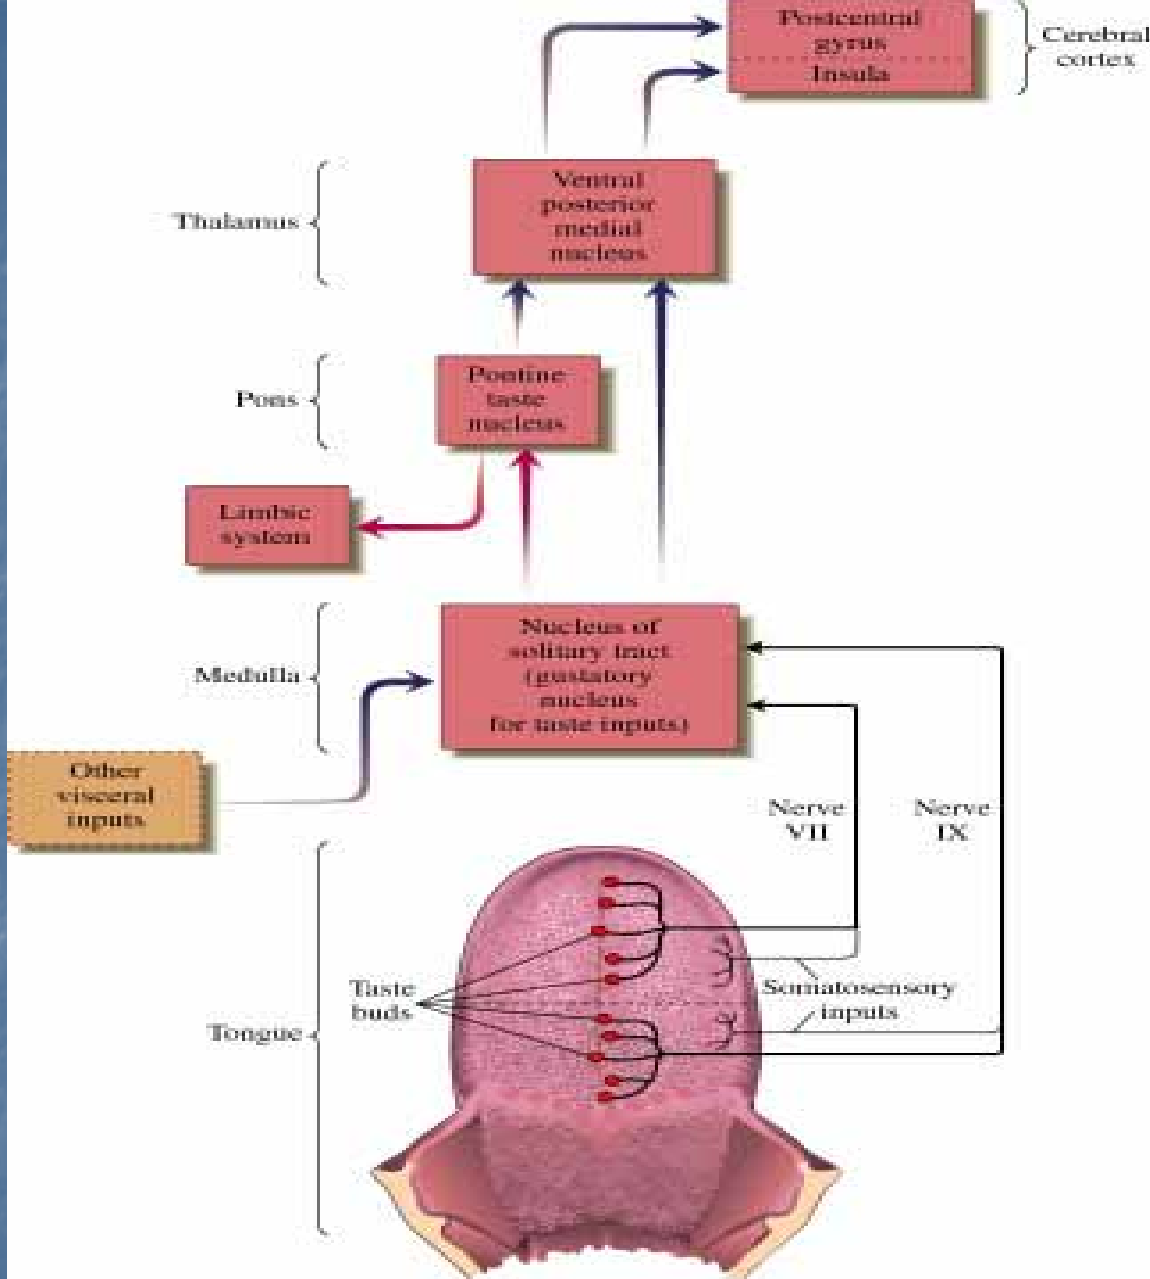 Postcentral
gyrus
Insula
Cerebral
cortex
Thalamus
Ventral
posterior
medial
nucleus
Pons
Pontine
taste
nucleus
Limbic
system
Medulla
Nucleus of
solitary tract
(gustatory
nucleus
for taste inputs)
Other
visceral
inputs
Nerve
VII
Nerve
IX
Taste
buds
Somatosensory
inputs
Tongue